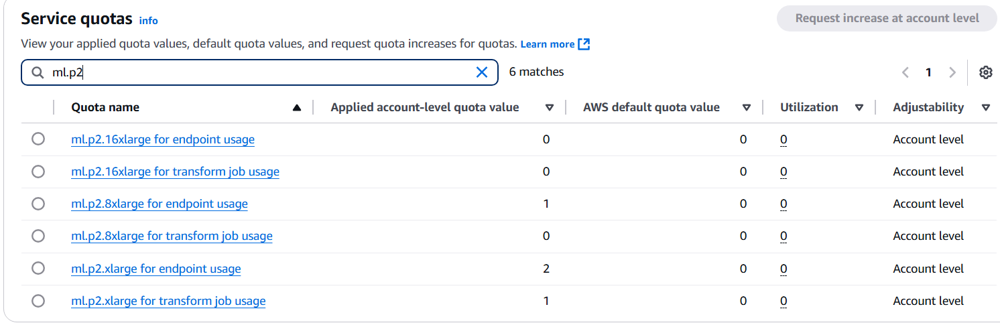 Service quotas info
Request increase at account level
View your applied quota values, default quota values, and request quota increases for quotas. Learn more
ml.p2
6 matches
1
Quota name Applied account-level quota value AWS default quota value Utilization Adjustability
ml.p2.16xlarge for endpoint usage 0 0 0 Account level
ml.p2.16xlarge for transform job usage 0 0 0 Account level
ml.p2.8xlarge for endpoint usage 1 0 0 Account level
ml.p2.8xlarge for transform job usage 0 0 0 Account level
ml.p2.xlarge for endpoint usage 2 0 0 Account level
ml.p2.xlarge for transform job usage 1 0 0 Account level